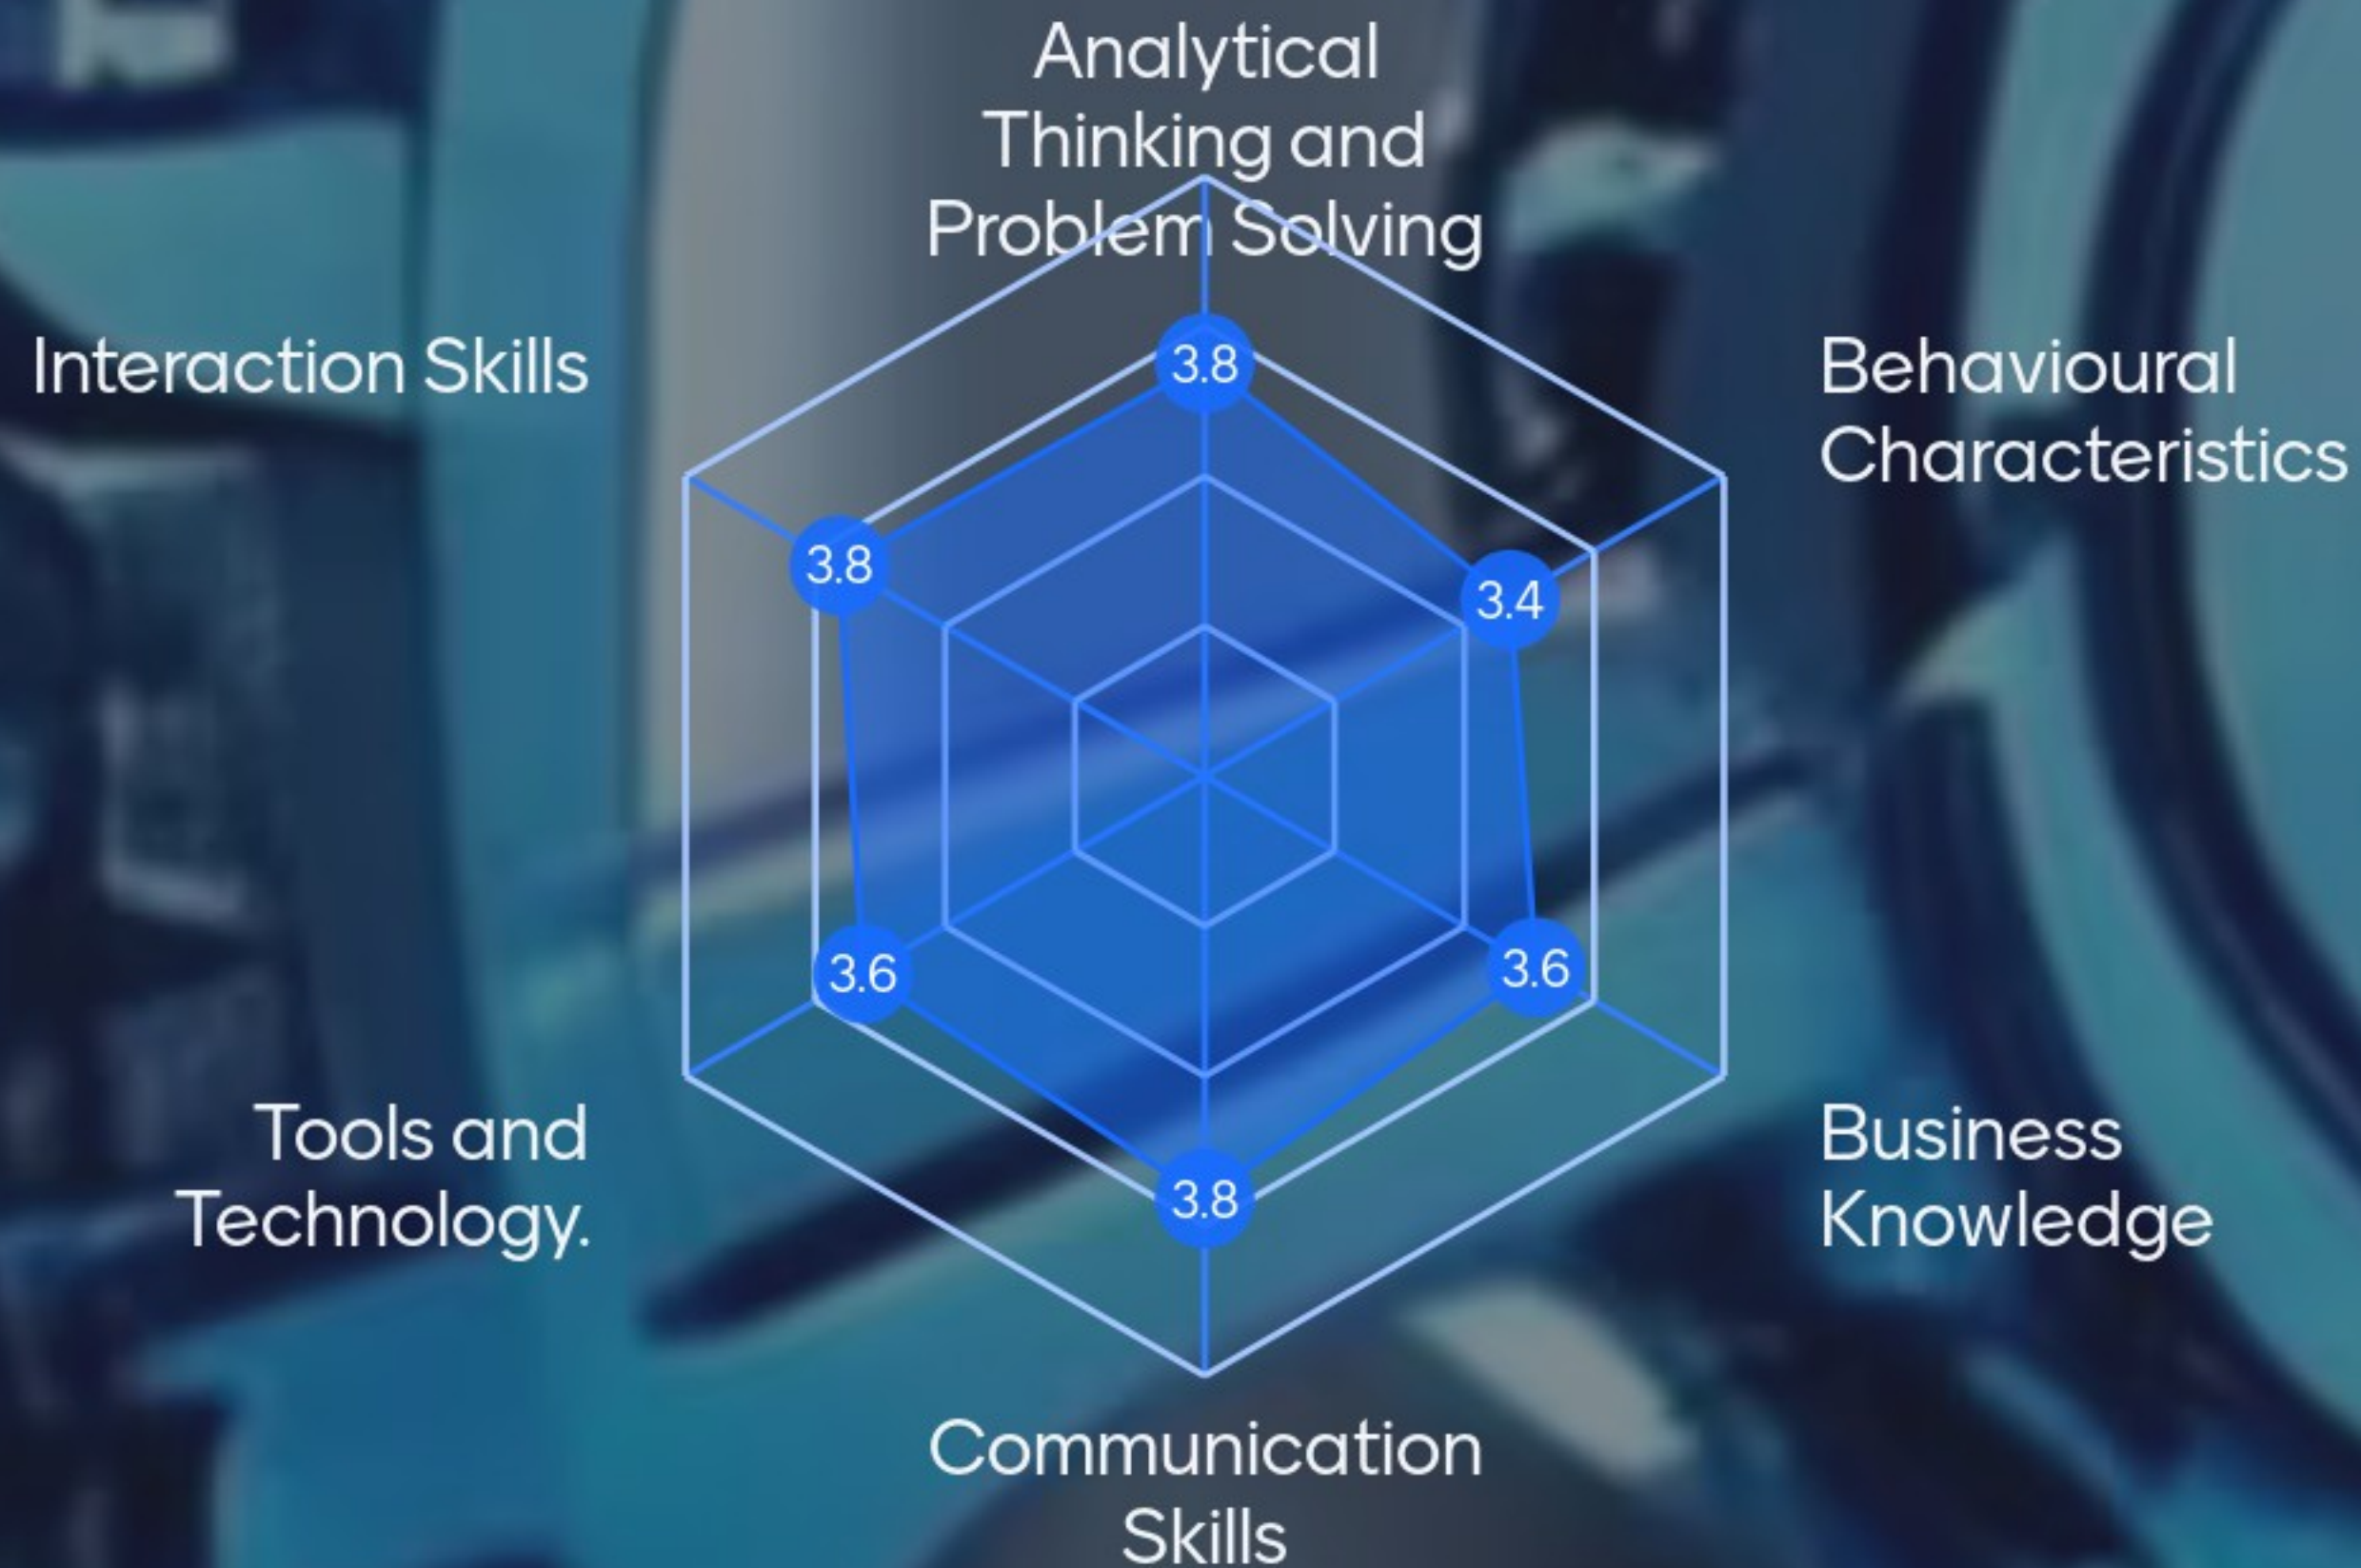 Analytical
Thinking and
Problem Solving
Interaction Skills
Behavioural
Characteristics
3.8
3.8
3.4
3.6
3.6
3.8
Tools and
Technology.
Business
Knowledge
Communication
Skills